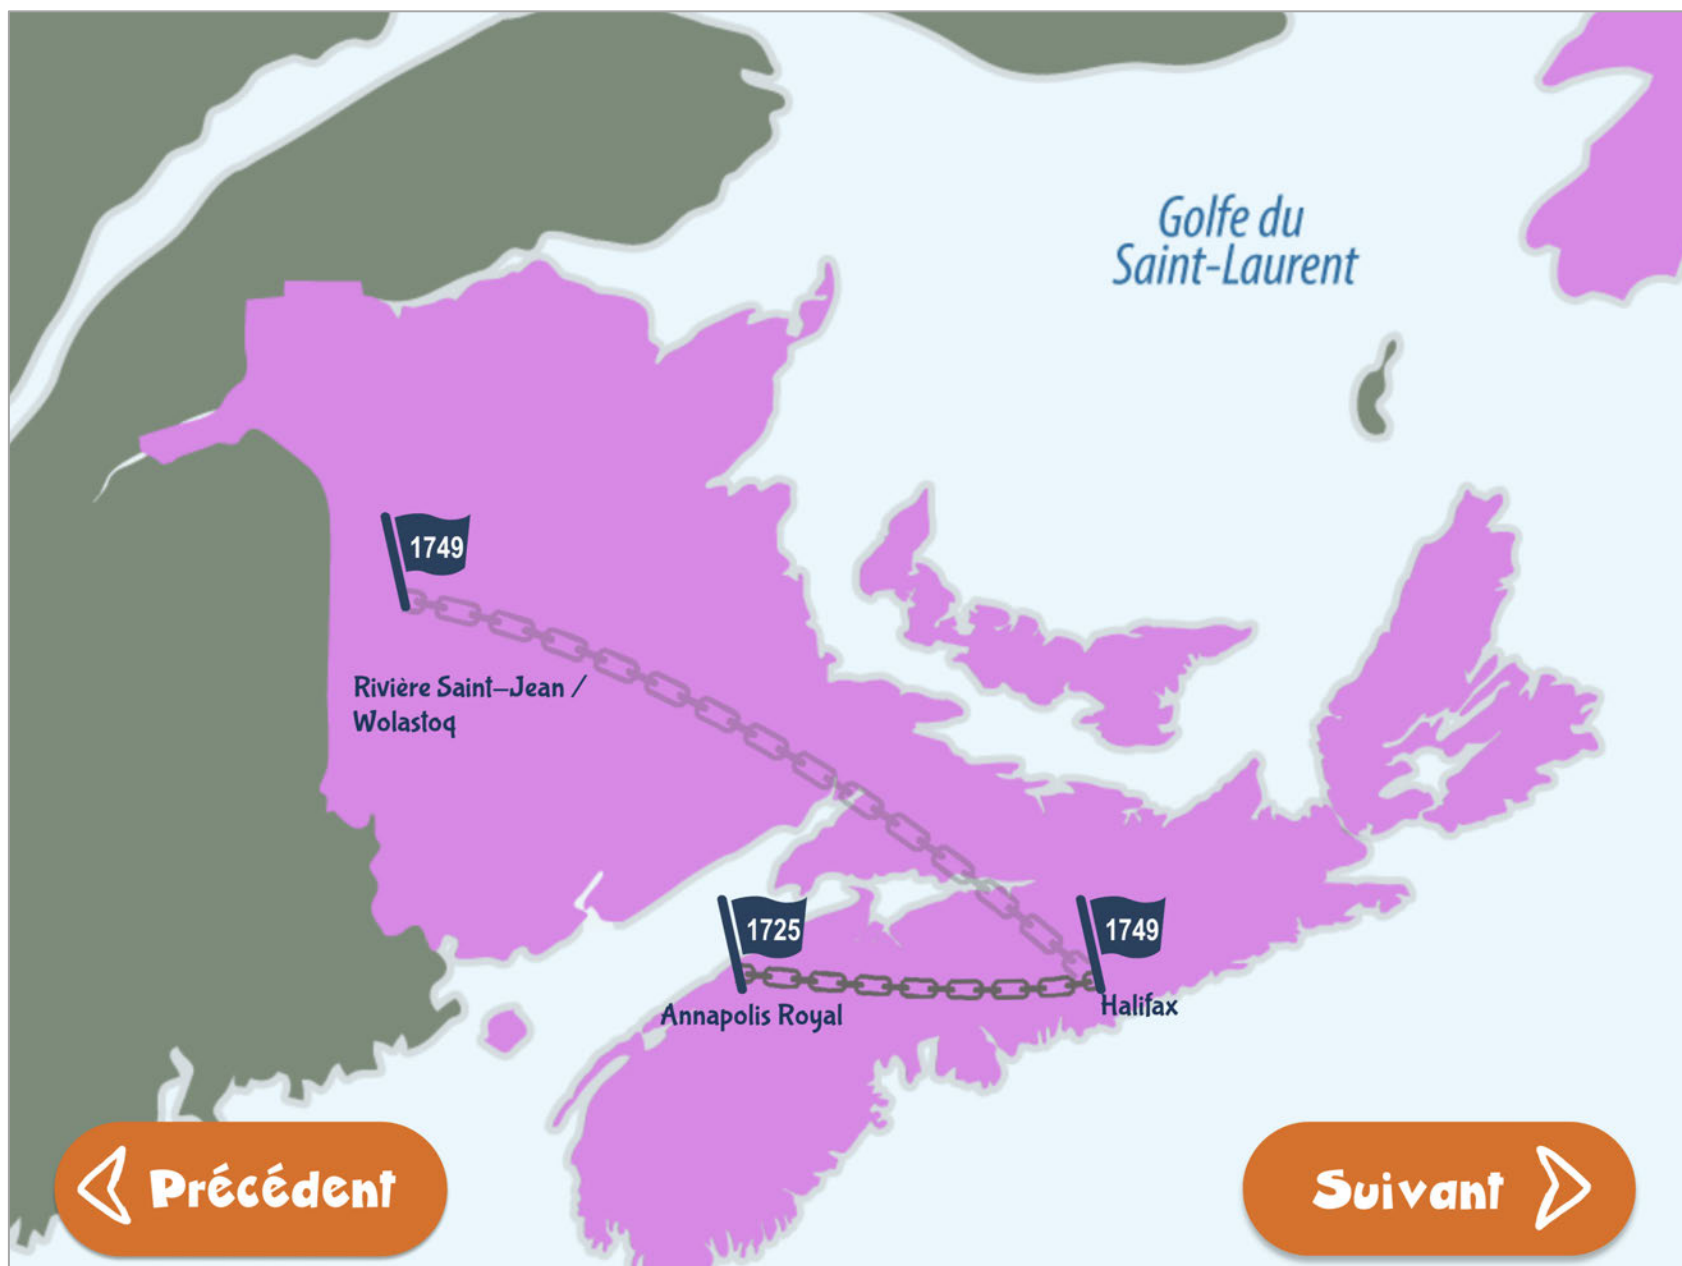 Golfe du
Saint-Laurent
1749
Rivière Saint-Jean /
Wolastoq
1725
1749
Annapolis Royal
Halifax
Précédent
Suivant